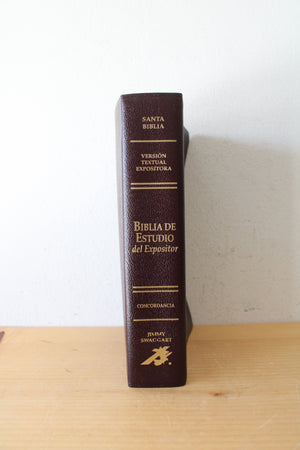 SANTA
BIBLIA
VERSIÓN
TEXTUAL
EXPOSITORA
BIBLIA DE
ESTUDIO
del Expositor
CONCORDANCIA
JIMMY
SWAGGART